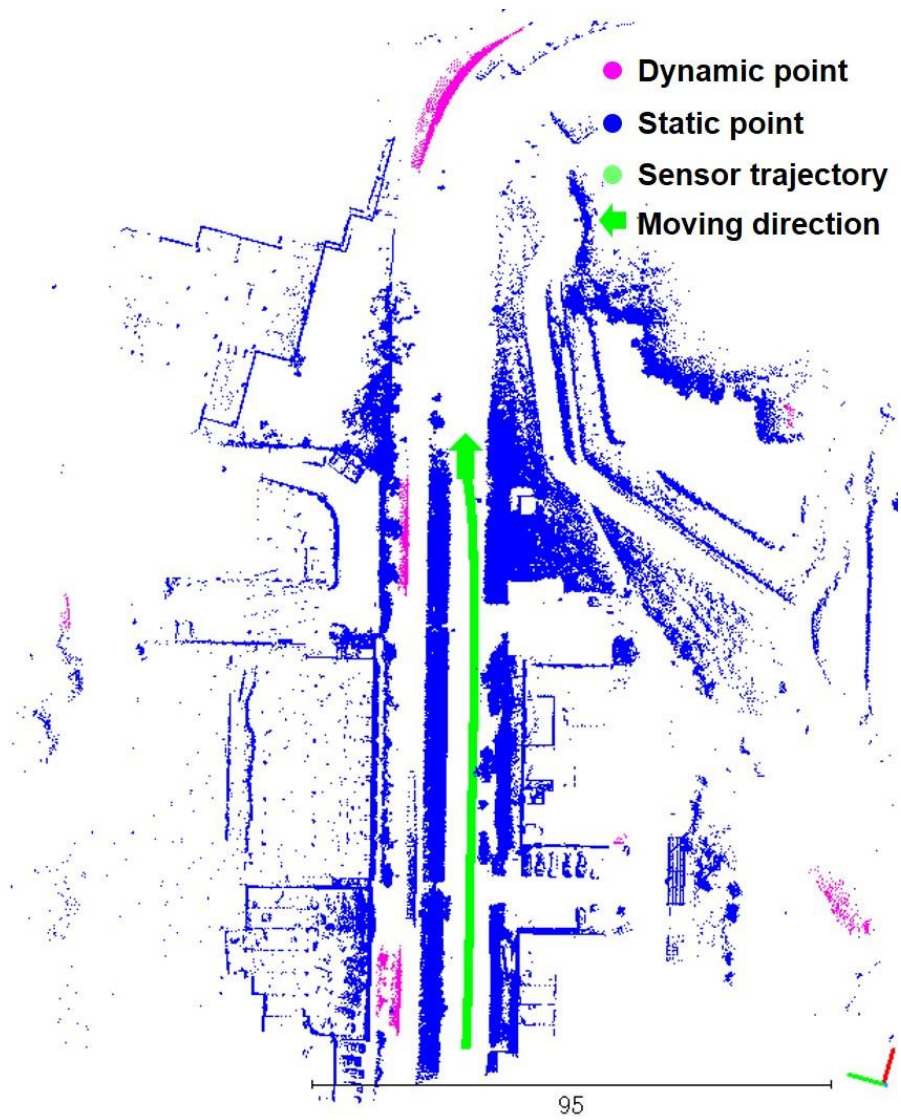 Dynamic point
Static point
Sensor trajectory
Moving direction
95